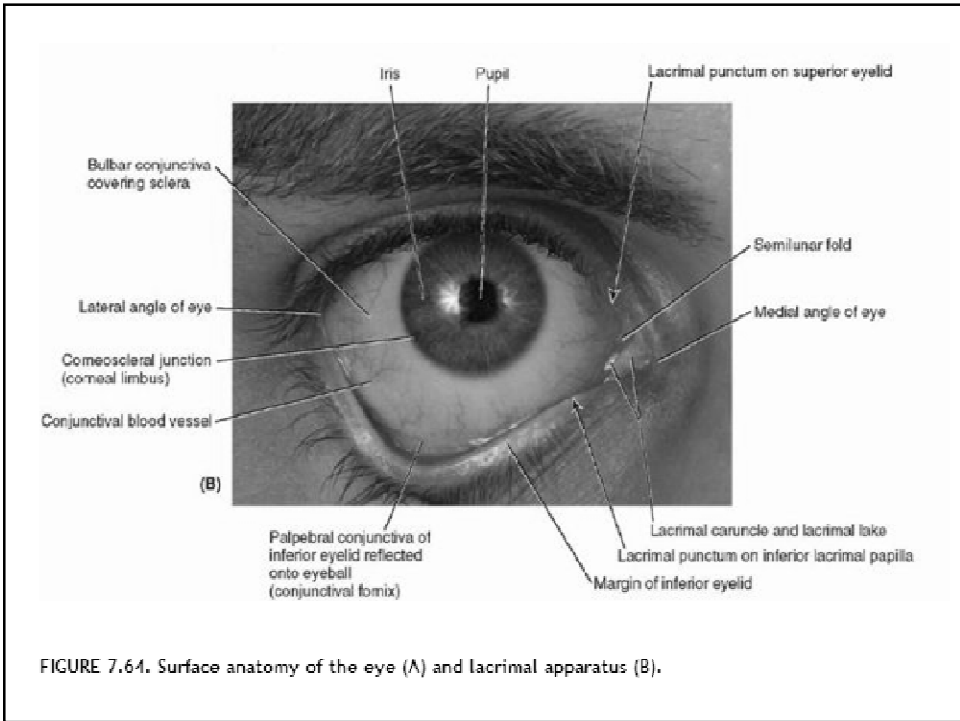 Iris
Pupil
Lacrimal punctum on superior eyelid
Bulbar conjunctiva
covering sclera
Semilunar fold
Lateral angle of eye
Medial angle of eye
Corneoscleral junction
(corneal limbus)
Conjunctival blood vessel
(B)
Palpebral conjunctiva of
inferior eyelid reflected
onto eyeball
(conjunctival fornix)
Lacrimal caruncle and lacrimal lake
Lacrimal punctum on inferior lacrimal papilla
Margin of inferior eyelid
FIGURE 7.64. Surface anatomy of the eye (A) and lacrimal apparatus (B).